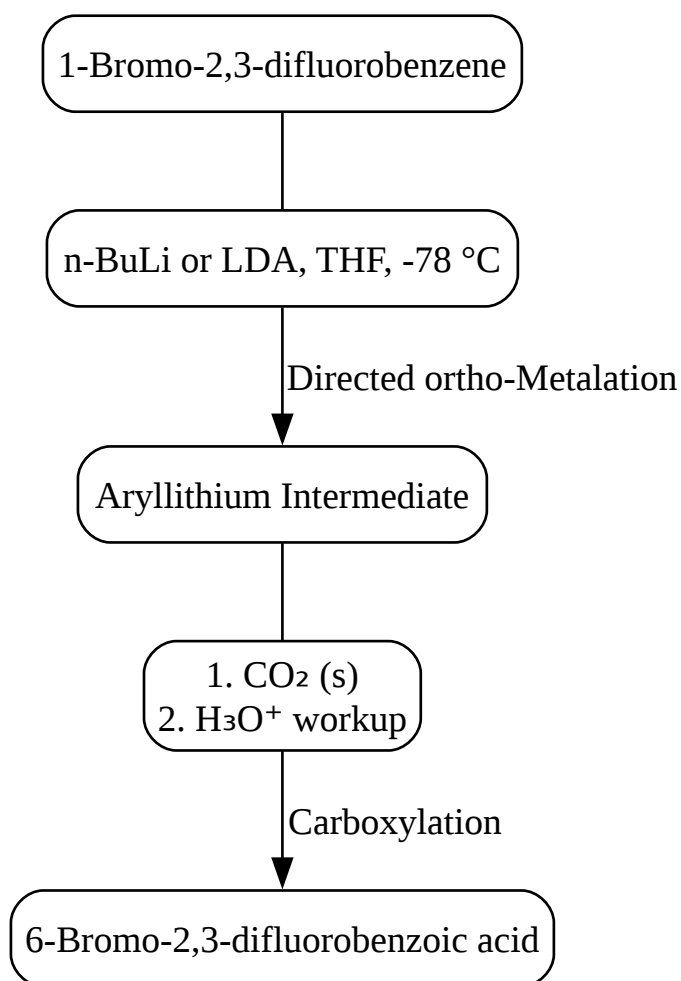 1-Bromo-2,3-difluorobenzene
n-BuLi or LDA, THF, -78 °C
Directed ortho-Metalation
Aryllithium Intermediate
1. CO₂ (s)
2. H₃O⁺ workup
Carboxylation
6-Bromo-2,3-difluorobenzoic acid